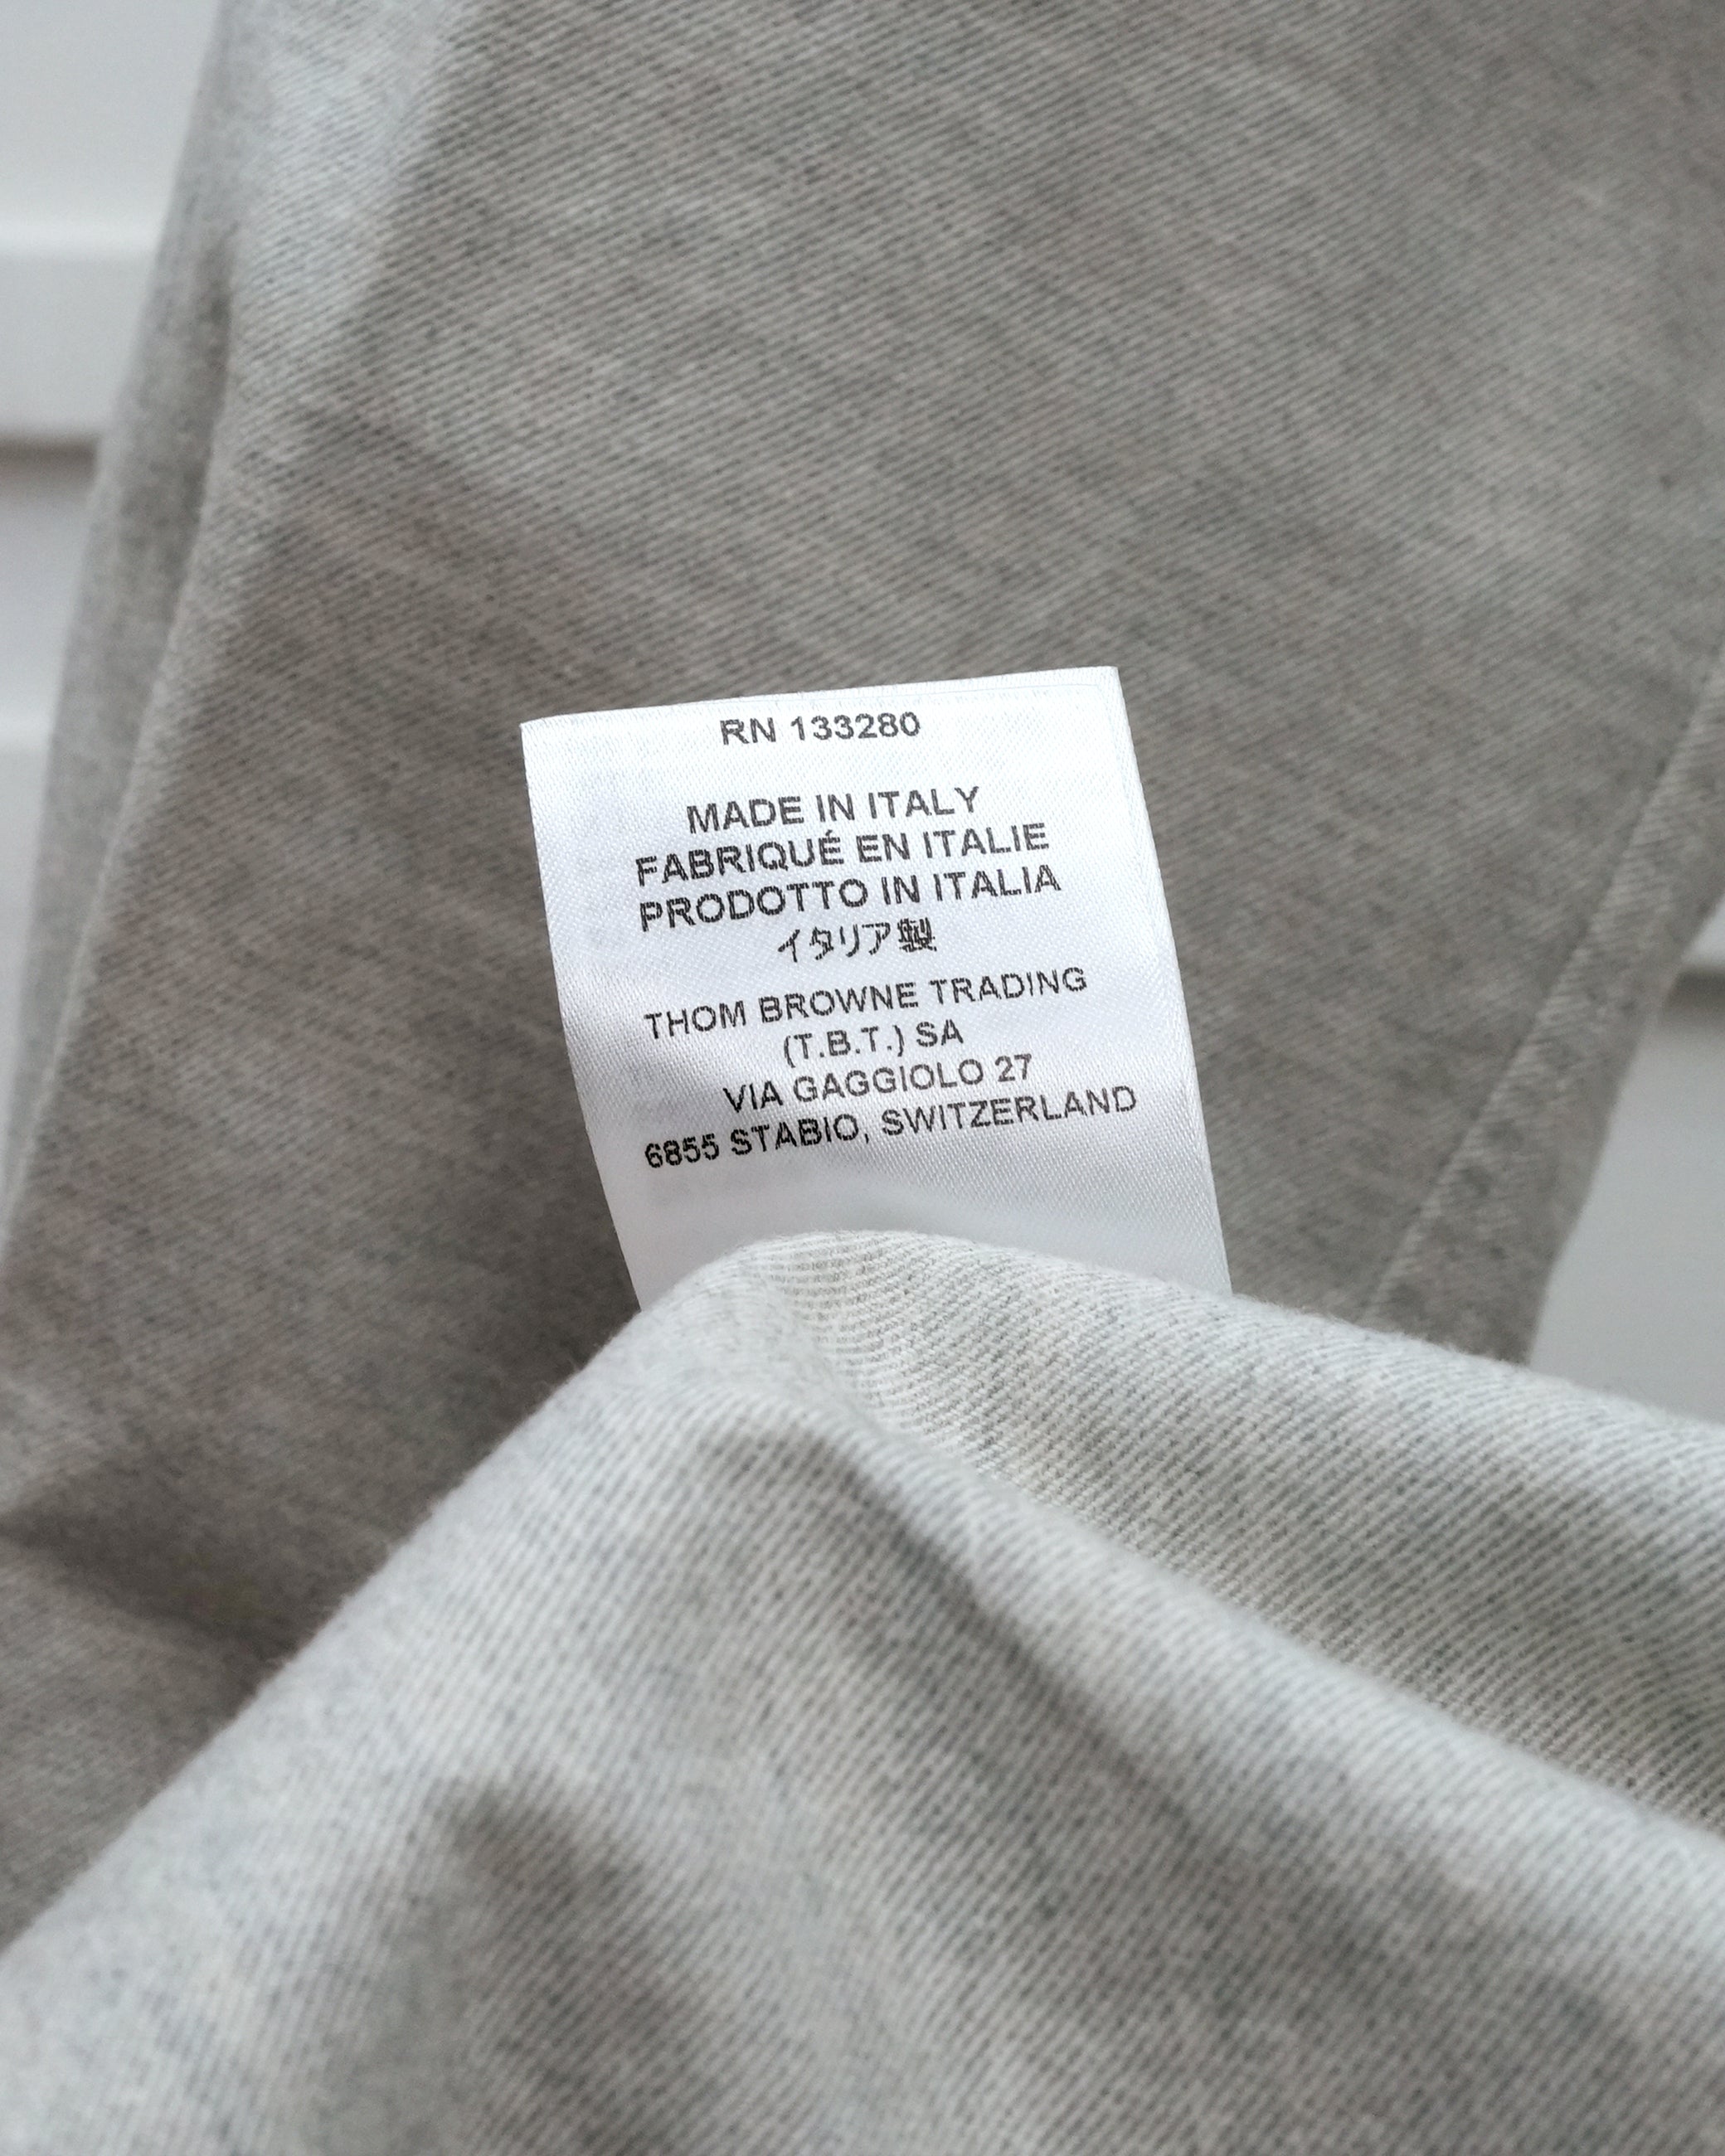 RN 133280
MADE IN ITALY
FABRIQUÉ EN ITALIE
PRODOTTO IN ITALIA
イタリア製
THOM BROWNE TRADING
(T.B.T.) SA
VIA GAGGIOLO 27
6855 STABIO, SWITZERLAND